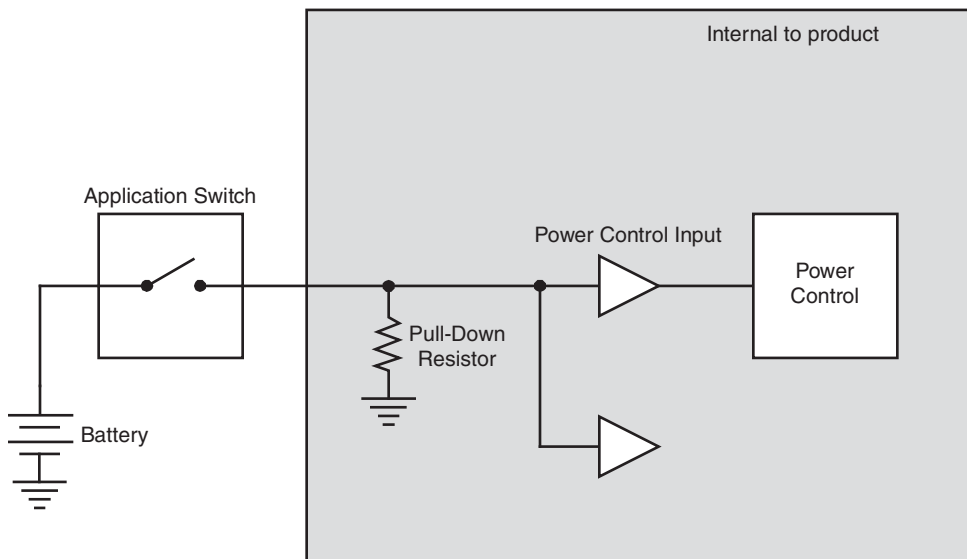 Internal to product
Application Switch
Power Control Input
Power
Control
Pull-Down
Resistor
Battery